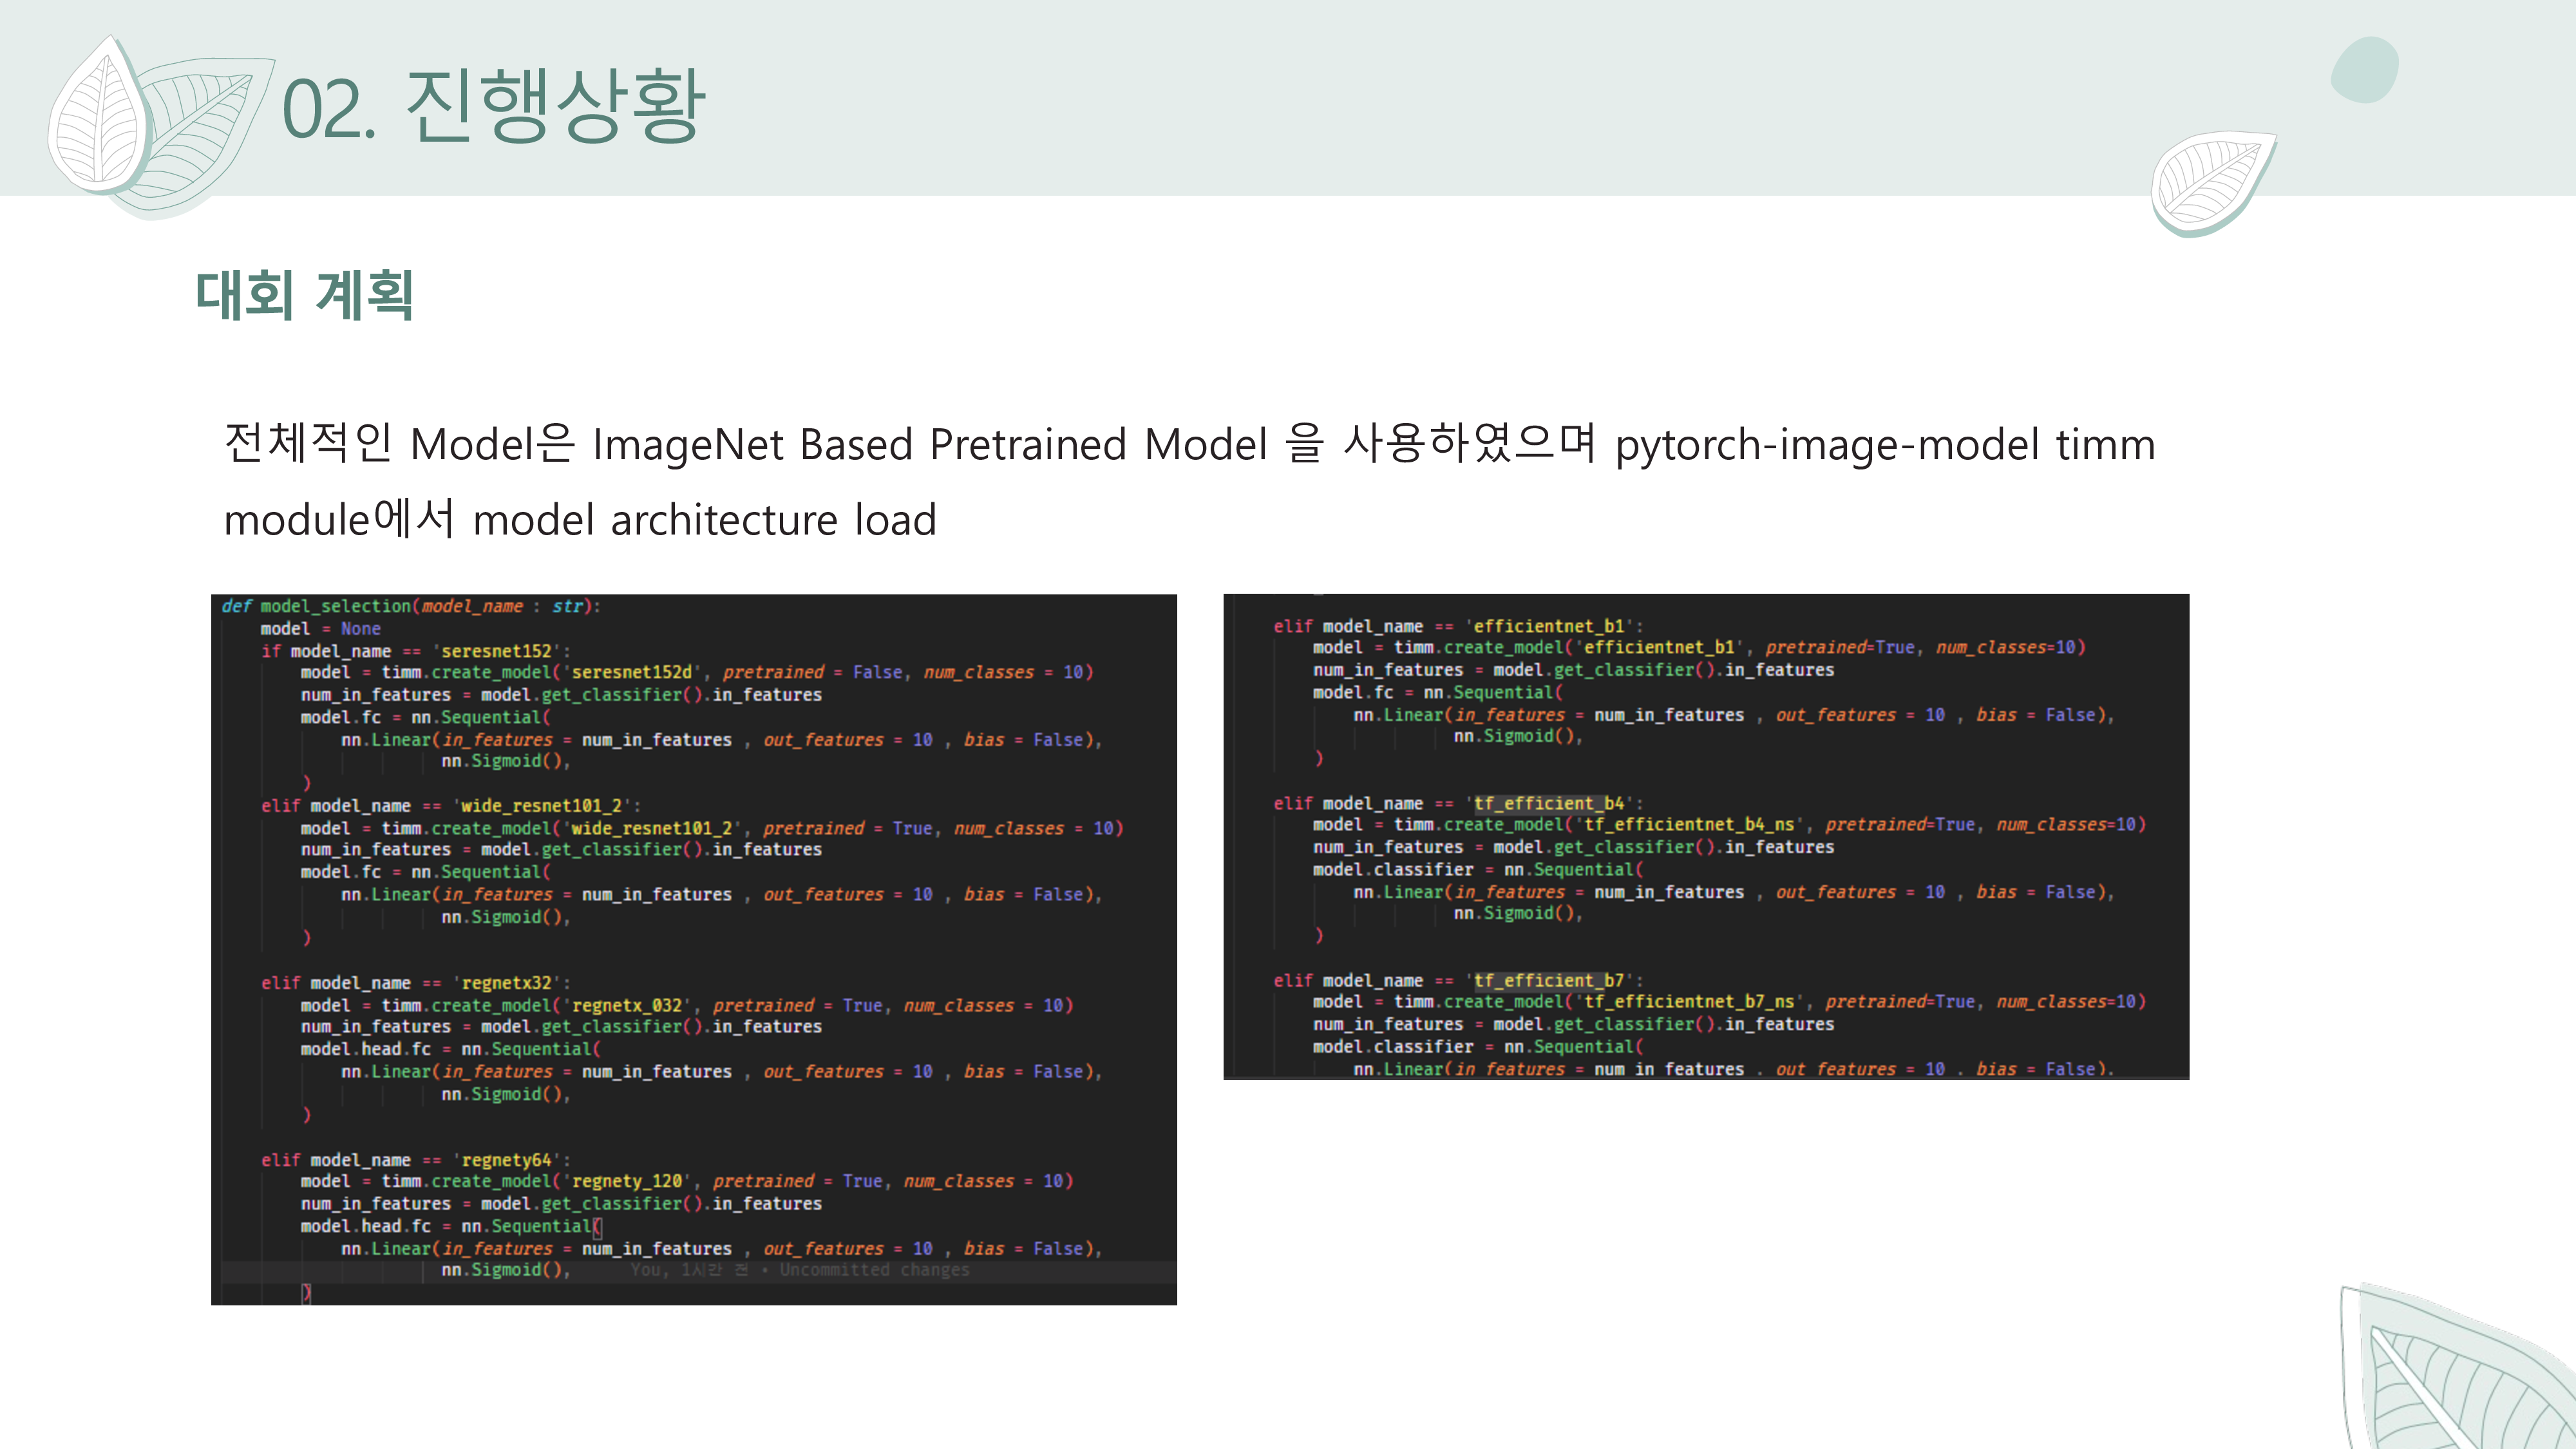 02. 진행상황
대회 계획
전체적인 Model은 ImageNet Based Pretrained Model 을 사용하였으며 pytorch-image-model timm
module에서 model architecture load
def model_selection(model_name : str):
model = None
if model_name == 'seresnet152':
model = timm.create_model('seresnet152d', pretrained = False, num_classes = 10)
num_in_features = model.get_classifier().in_features
model.fc = nn.Sequential(
nn.Linear(in_features = num_in_features , out_features = 10 , bias = False),
nn.Sigmoid(),
)
elif model_name == 'wide_resnet101_2':
model = timm.create_model('wide_resnet101_2', pretrained = True, num_classes = 10)
num_in_features = model.get_classifier().in_features
model.fc = nn.Sequential(
nn.Linear(in_features = num_in_features , out_features = 10 , bias = False),
nn.Sigmoid(),
)
elif model_name == 'regnetx32':
model = timm.create_model('regnetx_032', pretrained = True, num_classes = 10)
num_in_features = model.get_classifier().in_features
model.head.fc = nn.Sequential(
nn.Linear(in_features = num_in_features , out_features = 10 , bias = False),
nn.Sigmoid(),
)
elif model_name == 'regnety64':
model = timm.create_model('regnety_120', pretrained = True, num_classes = 10)
num_in_features = model.get_classifier().in_features
model.head.fc = nn.Sequential(
nn.Linear(in_features = num_in_features , out_features = 10 , bias = False),
nn.Sigmoid(), You, 1시간 전 • Uncommitted changes
)
elif model_name == 'efficientnet_b1':
model = timm.create_model('efficientnet_b1', pretrained=True, num_classes=10)
num_in_features = model.get_classifier().in_features
model.fc = nn.Sequential(
nn.Linear(in_features = num_in_features , out_features = 10 , bias = False),
nn.Sigmoid(),
)
elif model_name == 'tf_efficient_b4':
model = timm.create_model('tf_efficientnet_b4_ns', pretrained=True, num_classes=10)
num_in_features = model.get_classifier().in_features
model.classifier = nn.Sequential(
nn.Linear(in_features = num_in_features , out_features = 10 , bias = False),
nn.Sigmoid(),
)
elif model_name == 'tf_efficient_b7':
model = timm.create_model('tf_efficientnet_b7_ns', pretrained=True, num_classes=10)
num_in_features = model.get_classifier().in_features
model.classifier = nn.Sequential(
nn.Linear(in_features = num_in_features , out_features = 10 , bias = False),